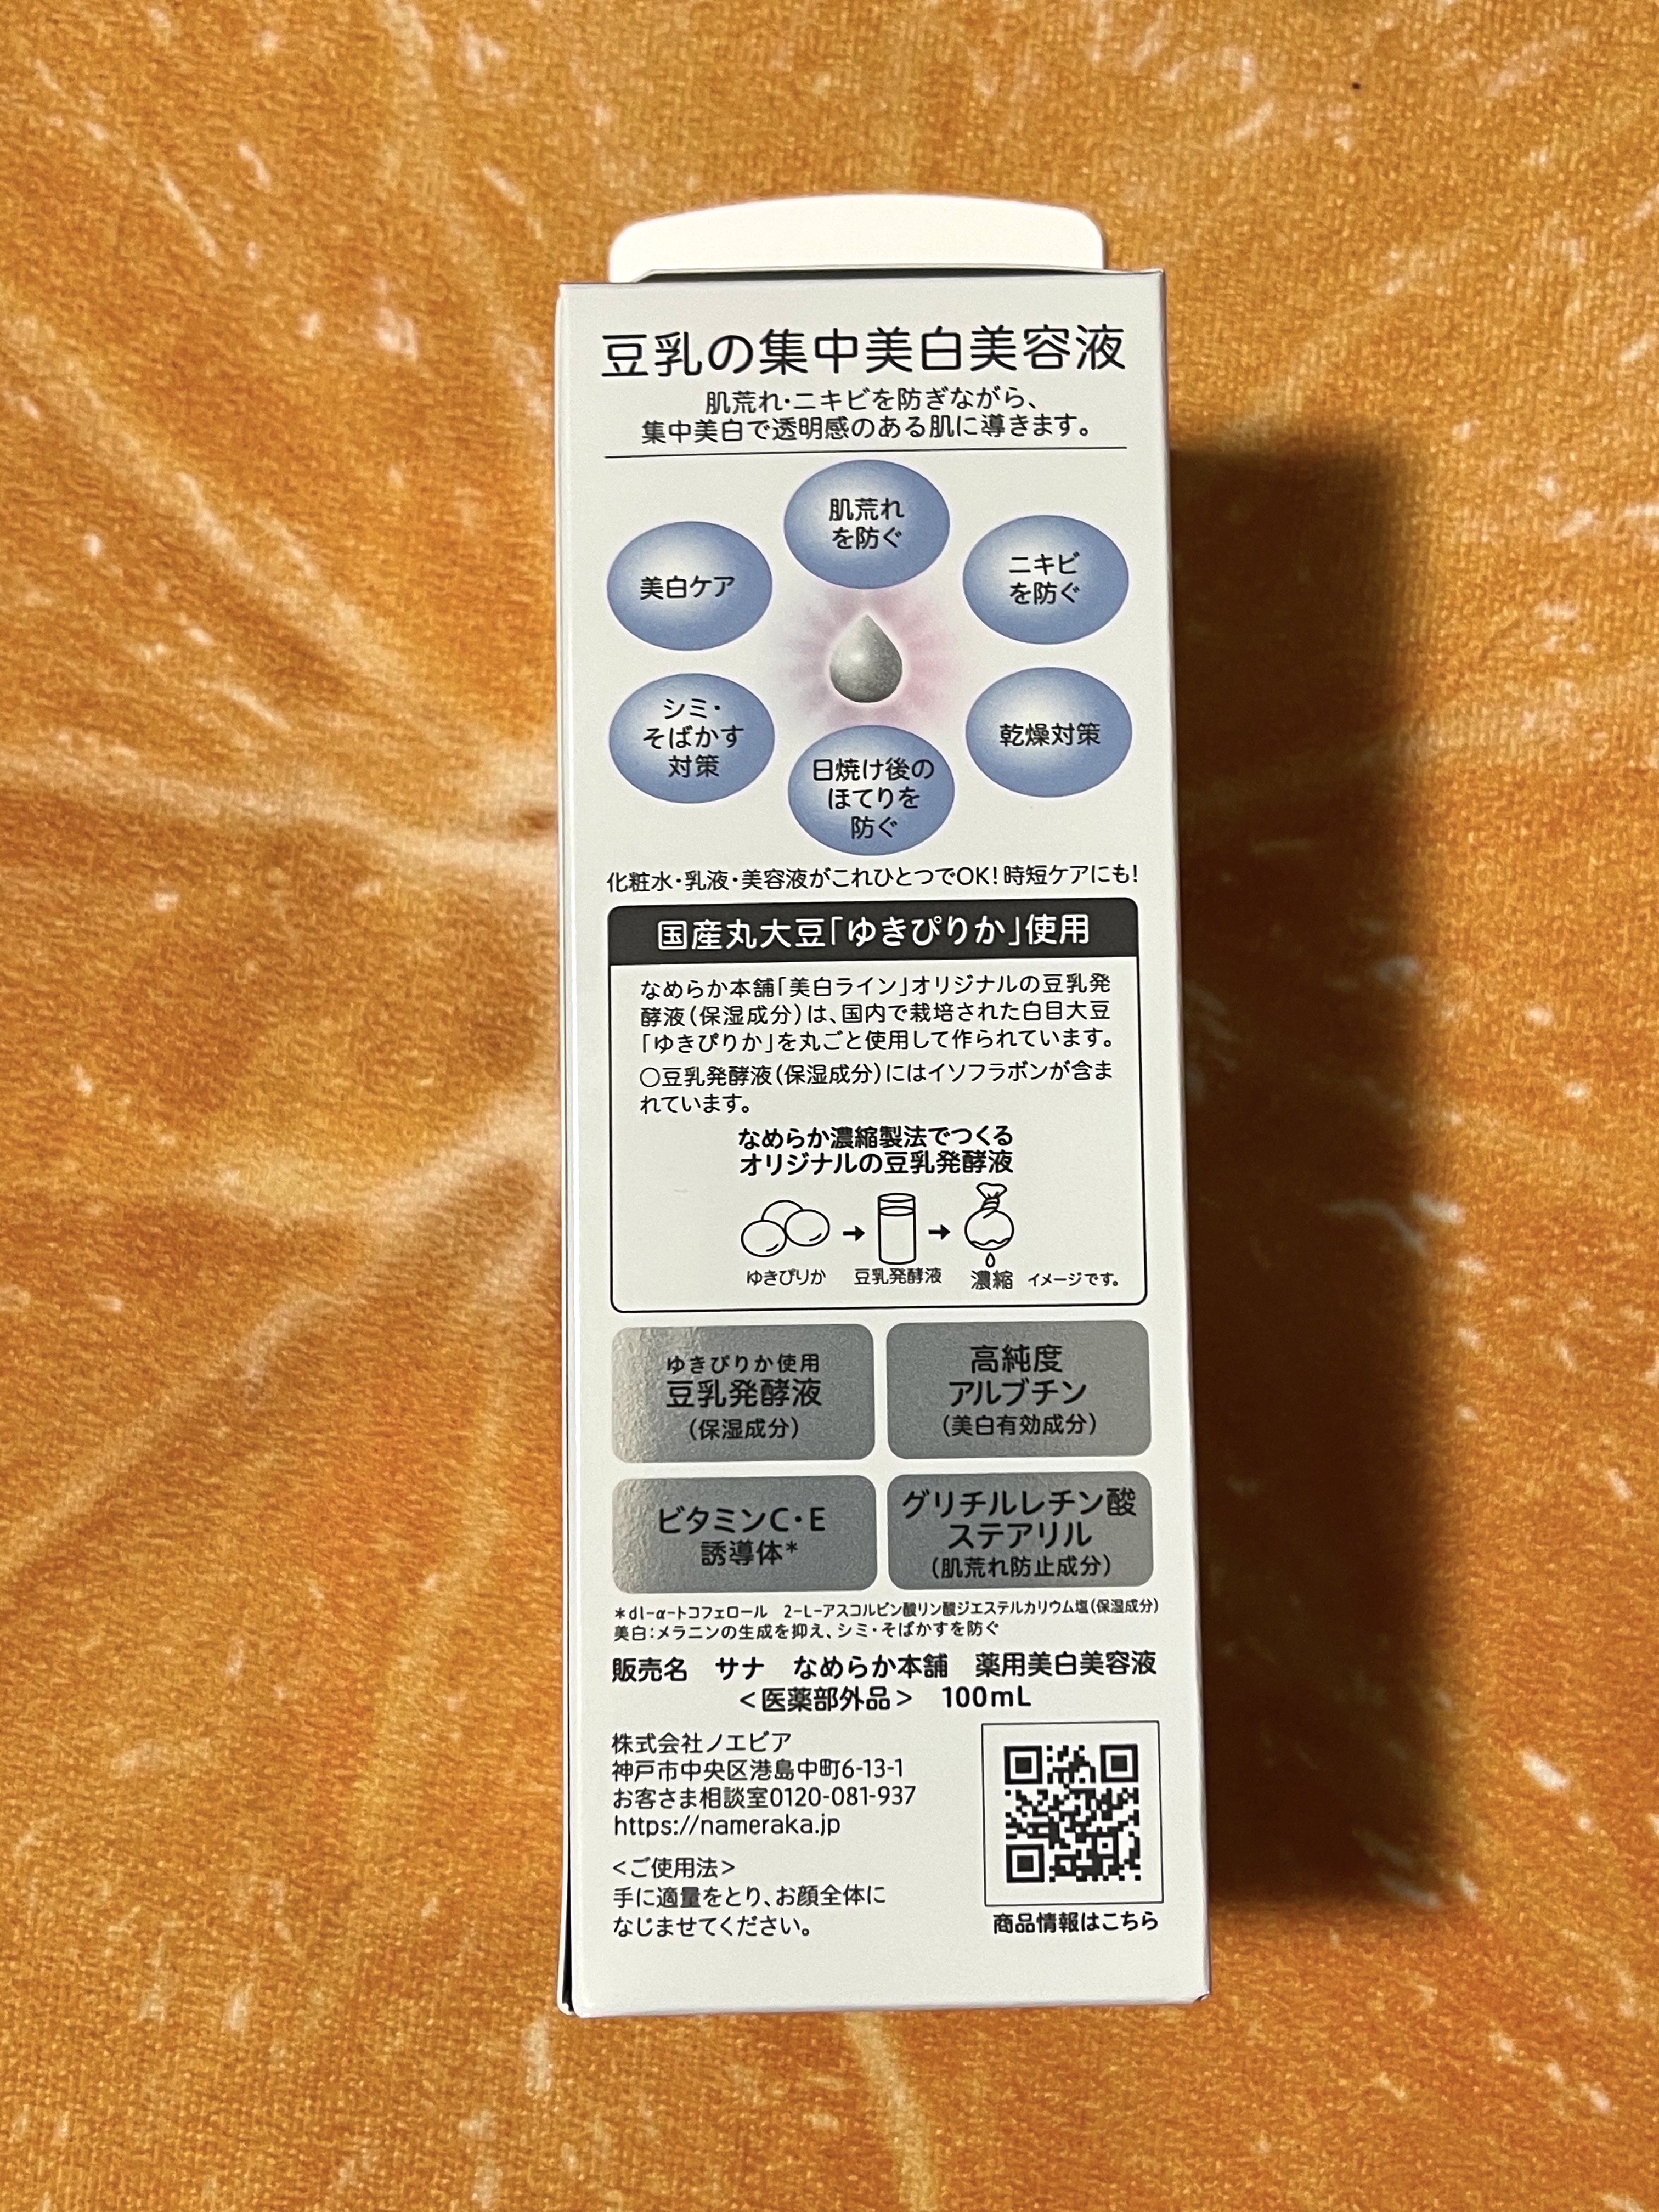 豆乳の集中美白美容液
肌荒れ・ニキビを防ぎながら、
集中美白で透明感のある肌に導きます。
肌荒れ
を防ぐ
美白ケア
ニキビ
を防ぐ
シミ・
そばかす
対策
乾燥対策
日焼け後の
ほてりを
防ぐ
化粧水・乳液・美容液がこれひとつでOK！時短ケアにも！
国産丸大豆「ゆきぴりか」使用
なめらか本舗「美白ライン」オリジナルの豆乳発
酵液（保湿成分）は、国内で栽培された白目大豆
「ゆきぴりか」を丸ごと使用して作られています。
○豆乳発酵液（保湿成分）にはイソフラボンが含ま
れています。
なめらか濃縮製法でつくる
オリジナルの豆乳発酵液
ゆきぴりか 豆乳発酵液 濃縮 イメージです。
ゆきぴりか使用
豆乳発酵液
（保湿成分）
高純度
アルブチン
（美白有効成分）
ビタミンC・E
誘導体*
グリチルレチン酸
ステアリル
（肌荒れ防止成分）
*dl-α-トコフェロール 2-L-アスコルビン酸リン酸ジエステルカリウム塩（保湿成分）
美白：メラニンの生成を抑え、シミ・そばかすを防ぐ
販売名 サナ なめらか本舗 薬用美白美容液
<医薬部外品> 100mL
株式会社ノエビア
神戸市中央区港島中町6-13-1
お客さま相談室0120-081-937
https://nameraka.jp
<ご使用法>
手に適量をとり、お顔全体に
なじませてください。
商品情報はこちら